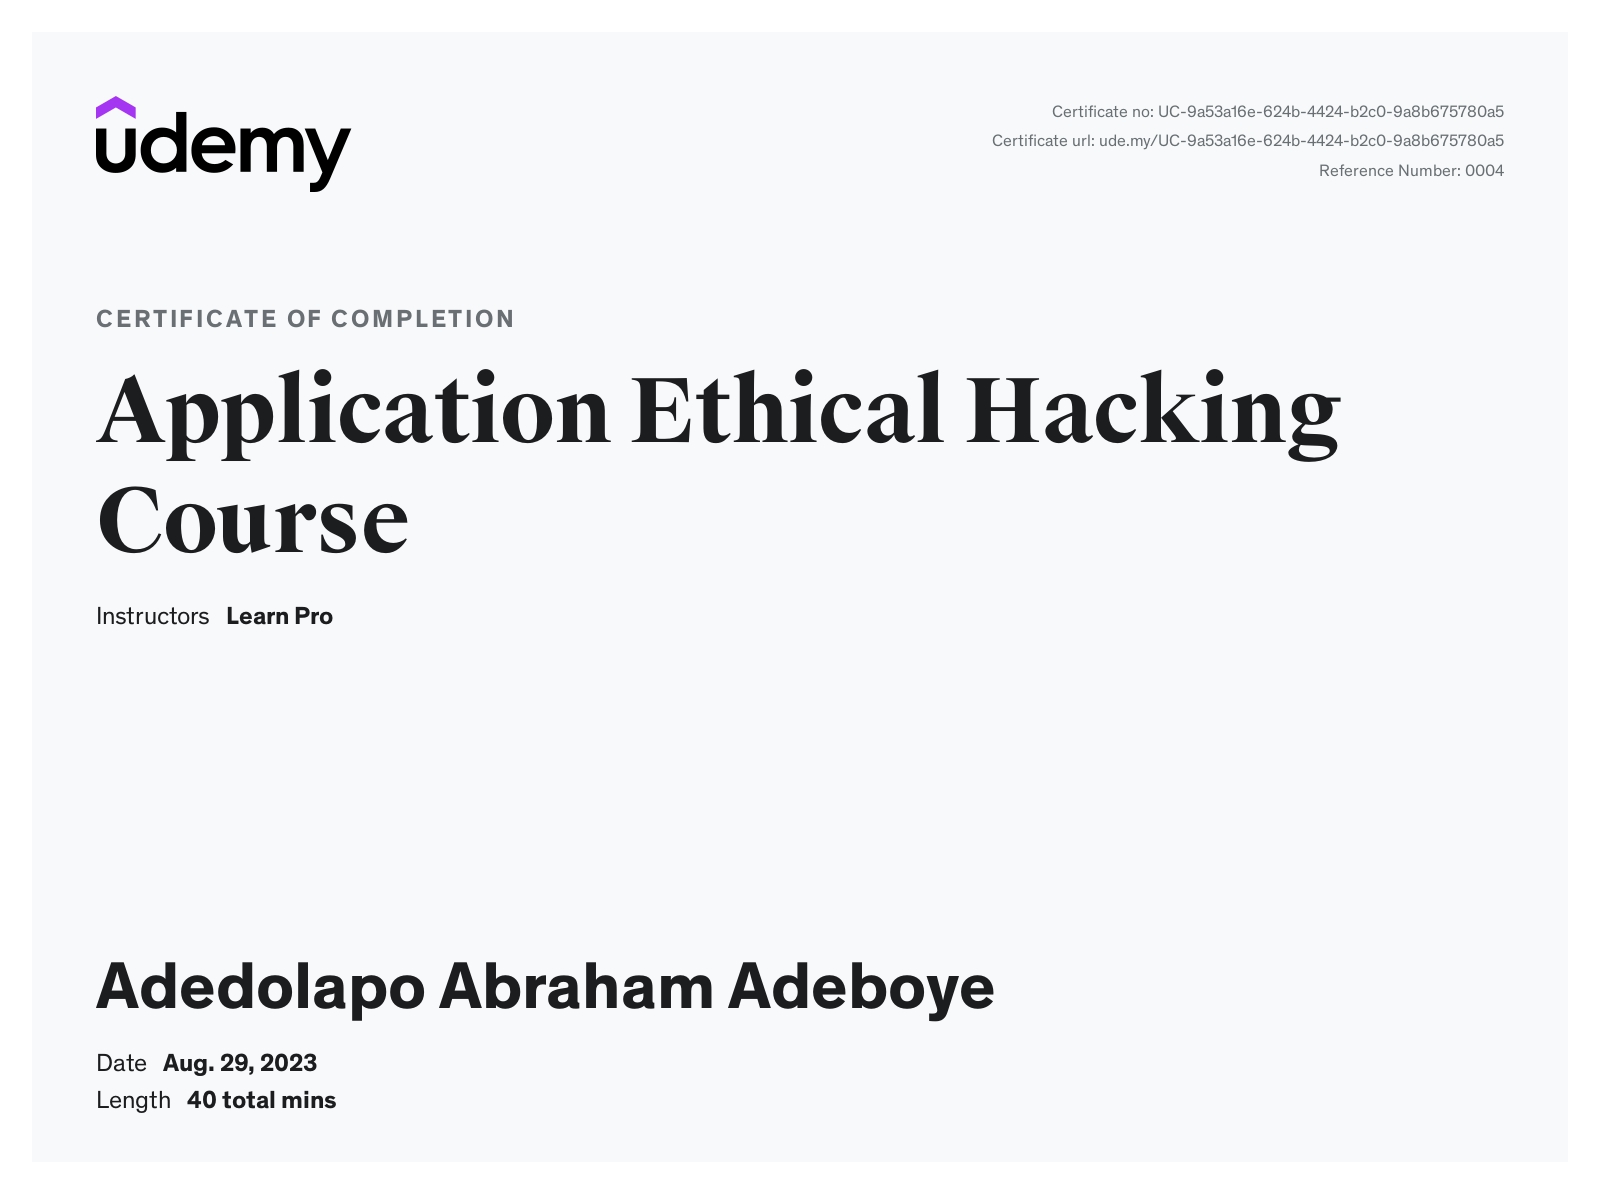 udemy
Certificate no: UC-9a53a16e-624b-4424-b2c0-9a8b675780a5
Certificate url: ude.my/UC-9a53a16e-624b-4424-b2c0-9a8b675780a5
Reference Number: 0004
CERTIFICATE OF COMPLETION
Application Ethical Hacking
Course
Instructors Learn Pro
Adedolapo Abraham Adeboye
Date Aug. 29, 2023
Length 40 total mins